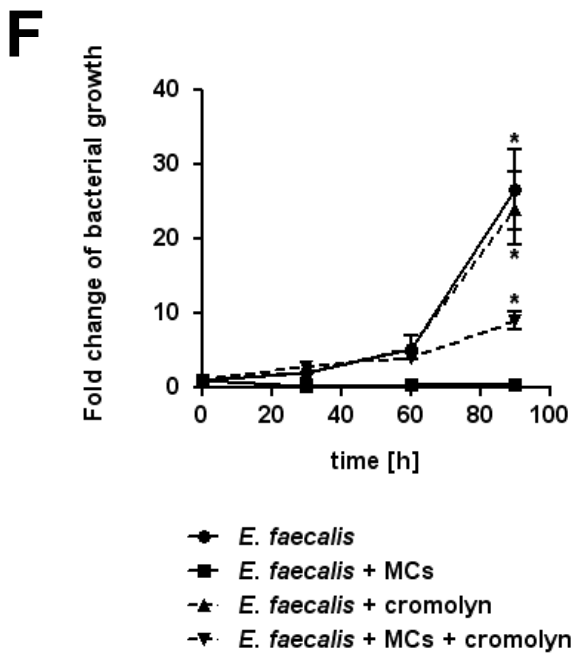 F
Fold change of bacterial growth
40
30
20
10
0
*
*
*
0 20 40 60 80 100
time [h]
E. faecalis
E. faecalis + MCs
E. faecalis + cromolyn
E. faecalis + MCs + cromolyn